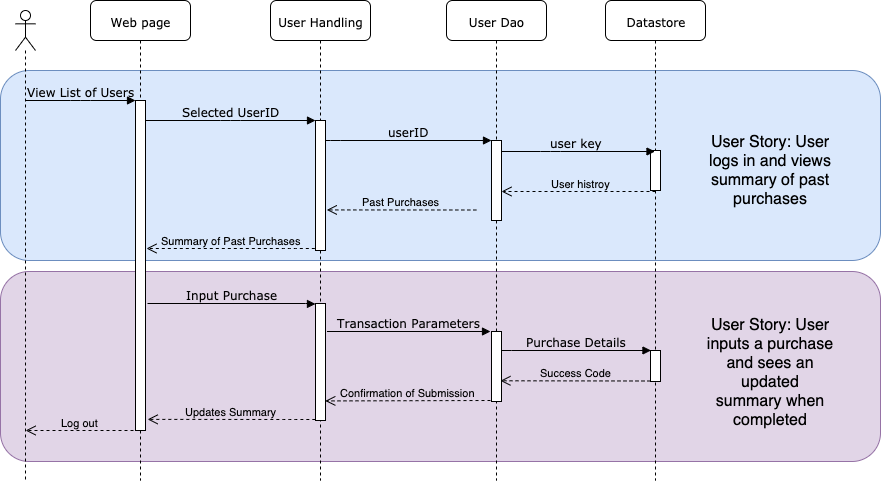 Web page
User Handling
User Dao
Datastore
View List of Users
Selected UserID
userID
user key
User histroy
Past Purchases
Summary of Past Purchases
User Story: User
logs in and views
summary of past
purchases
Input Purchase
Transaction Parameters
Purchase Details
Success Code
Confirmation of Submission
Updates Summary
Log out
User Story: User
inputs a purchase
and sees an
updated
summary when
completed